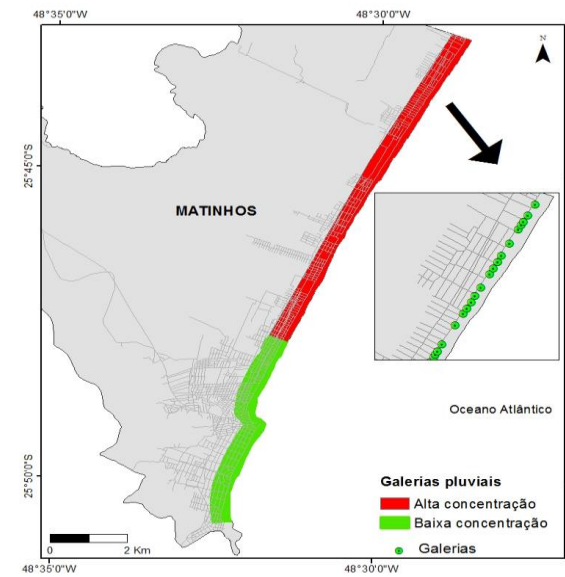 48°35'0"W
48°30'0"W
N
25°45'0"S
MATINHOS
Oceano Atlântico
Galerias pluviais
Alta concentração
Baixa concentração
Galerias
25°50'0"S
0 2 Km
48°35'0"W
48°30'0"W